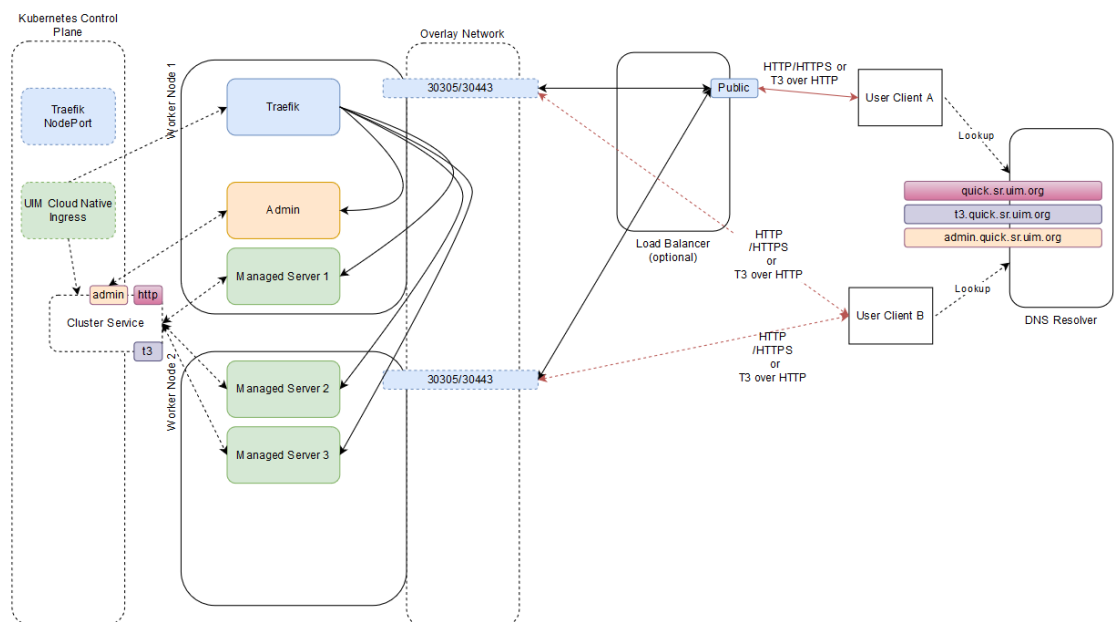 Kubernetes Control
Plane
Traefik
NodePort
UIM Cloud Native
Ingress
admin
http
Cluster Service
t3
Worker Node 1
Traefik
Admin
Managed Server 1
Worker Node 2
Managed Server 2
Managed Server 3
Overlay Network
30305/30443
30305/30443
Public
Load Balancer
(optional)
HTTP/HTTPS or
T3 over HTTP
HTTP
/HTTPS
or
T3 over HTTP
HTTP
/HTTPS
or
T3 over HTTP
User Client A
Lookup
User Client B
Lookup
quick.sr.uim.org
t3.quick.sr.uim.org
admin.quick.sr.uim.org
DNS Resolver